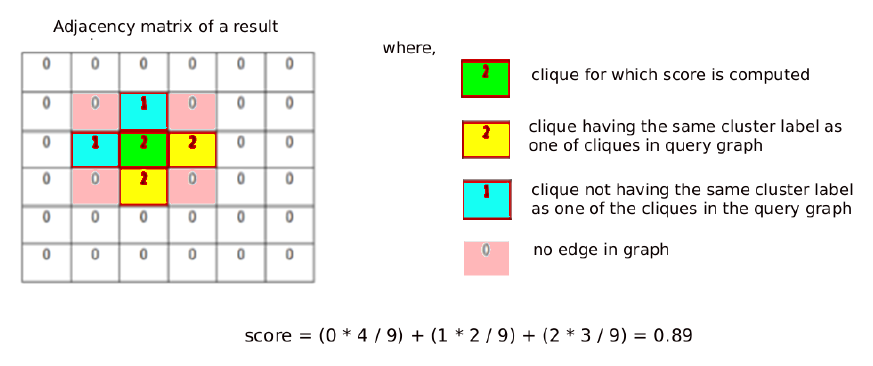 Adjacency matrix of a result
where,
0 0 0 0 0 0
0 0 1 0 0 0
0 1 2 2 0 0
0 0 2 0 0 0
0 0 0 0 0 0
0 0 0 0 0 0
2 clique for which score is computed
2 clique having the same cluster label as
one of cliques in query graph
1 clique not having the same cluster label
as one of the cliques in the query graph
0 no edge in graph
score = (0 * 4 / 9) + (1 * 2 / 9) + (2 * 3 / 9) = 0.89